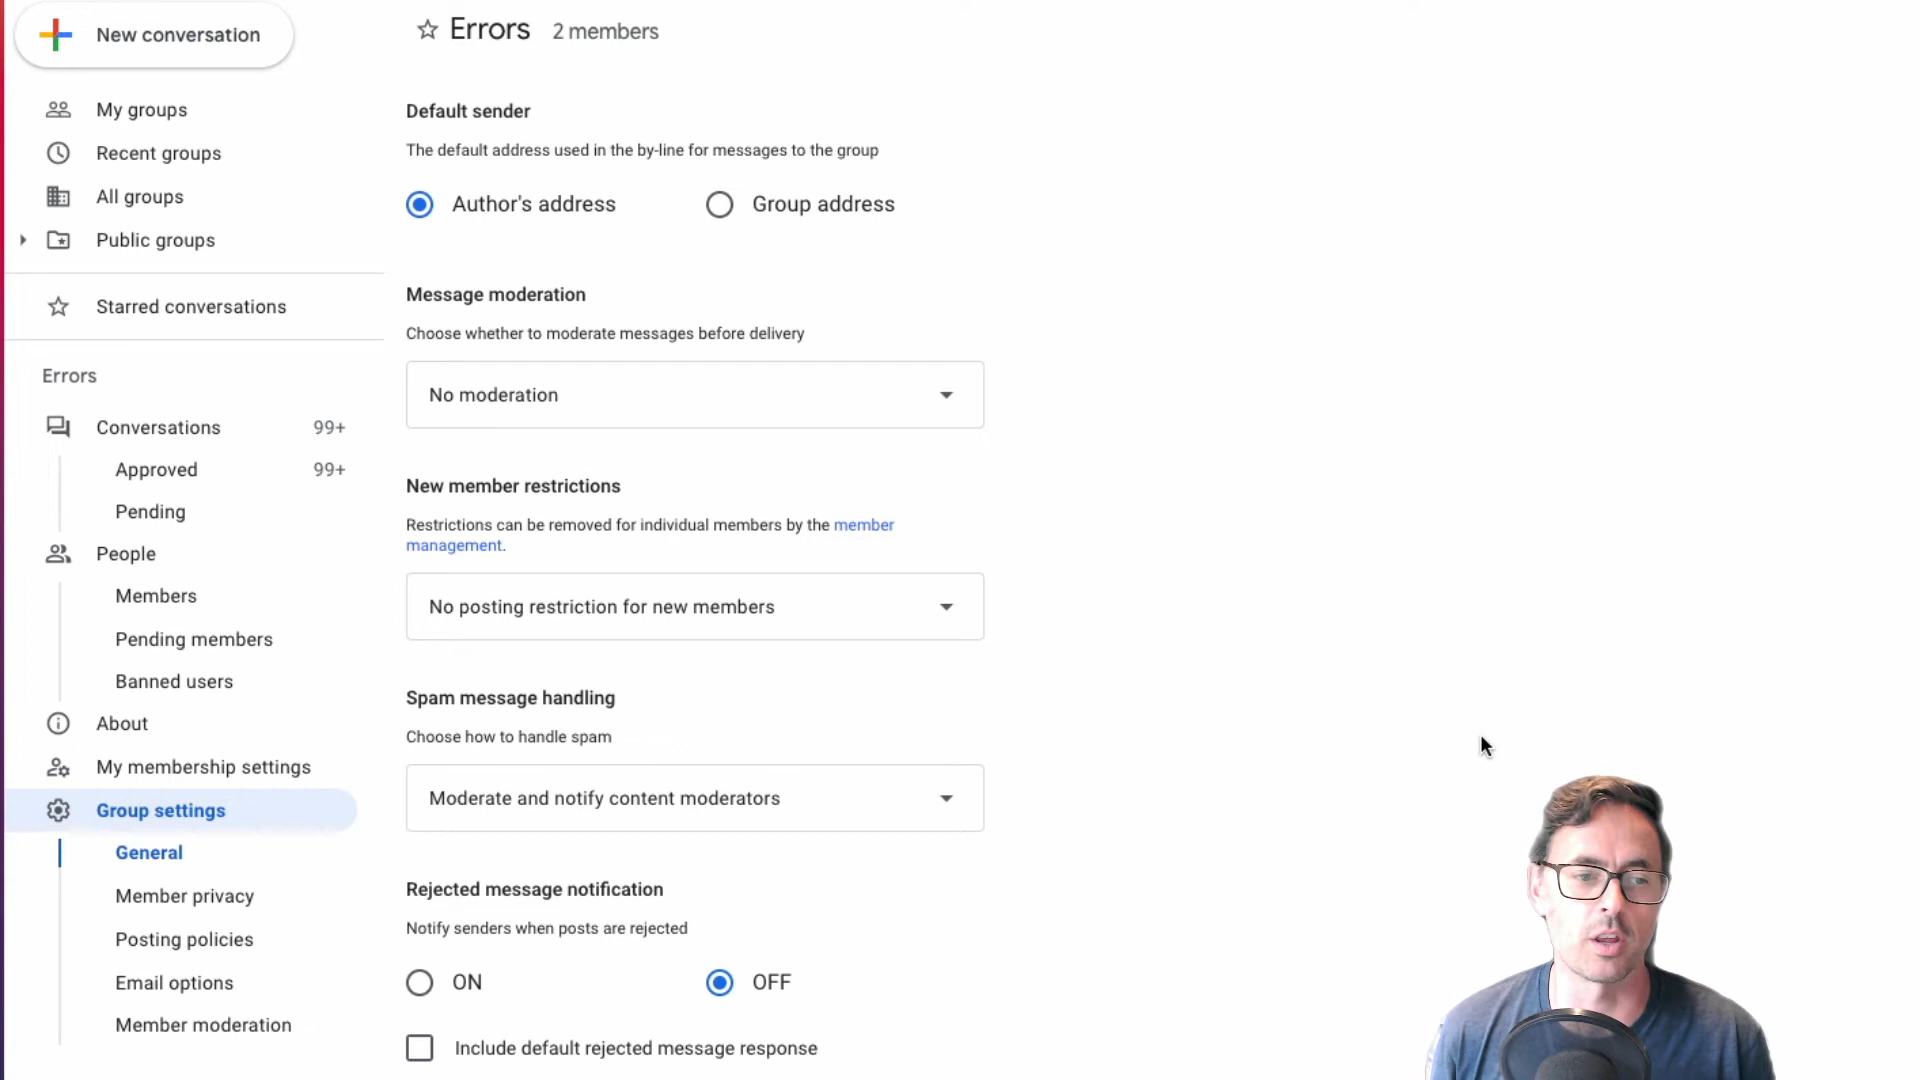 New conversation
Errors 2 members
My groups
Recent groups
All groups
Public groups
Starred conversations
Errors
Conversations 99+
Approved 99+
Pending
People
Members
Pending members
Banned users
About
My membership settings
Group settings
General
Member privacy
Posting policies
Email options
Member moderation
Default sender
The default address used in the by-line for messages to the group
Author's address Group address
Message moderation
Choose whether to moderate messages before delivery
No moderation
New member restrictions
Restrictions can be removed for individual members by the member
management.
No posting restriction for new members
Spam message handling
Choose how to handle spam
Moderate and notify content moderators
Rejected message notification
Notify senders when posts are rejected
ON OFF
Include default rejected message response